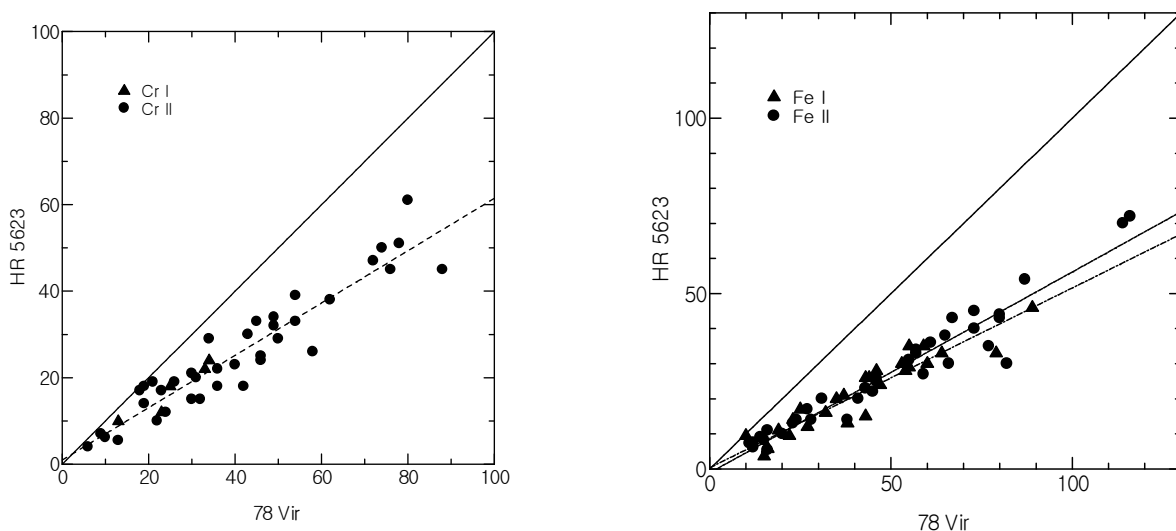 100
80
60
40
20
0
HR 5623
▲ Cr I
● Cr II
0 20 40 60 80 100
78 Vir
100
50
0
HR 5623
▲ Fe I
● Fe II
0 50 100
78 Vir